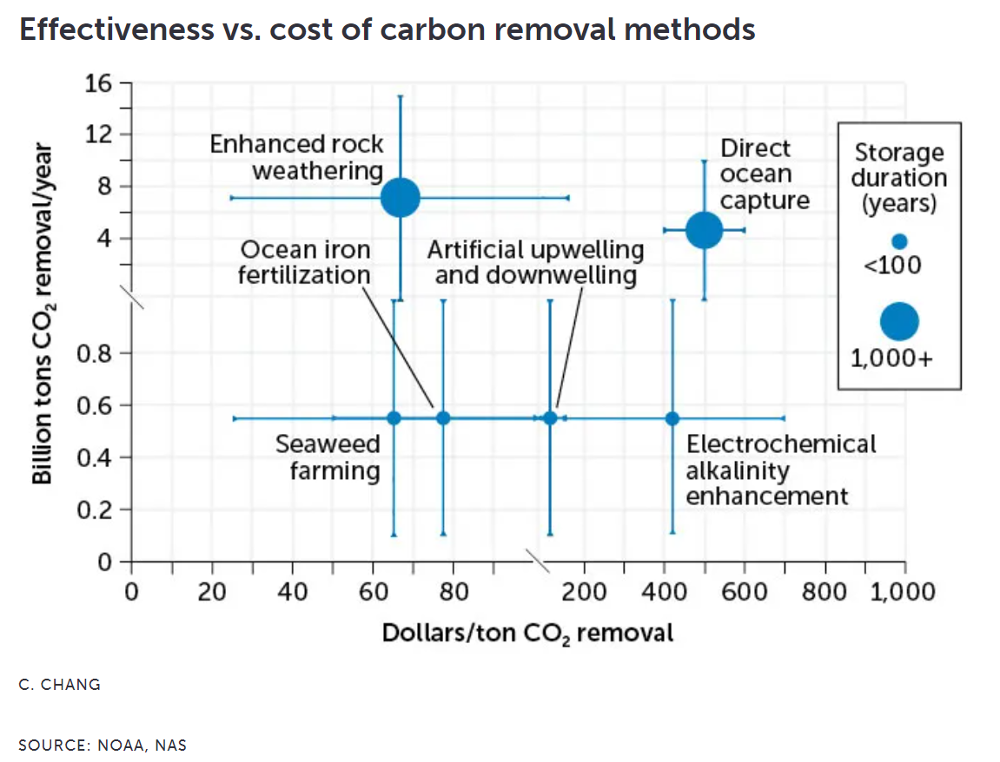 Effectiveness vs. cost of carbon removal methods
16
12
8
4
0.8
0.6
0.4
0.2
0
Billion tons CO₂ removal/year
Enhanced rock
weathering
Direct
ocean
capture
Ocean iron
fertilization
Artificial upwelling
and downwelling
Seaweed
farming
Electrochemical
alkalinity
enhancement
Storage
duration
(years)
<100
1,000+
0 20 40 60 80 200 400 600 800 1,000
Dollars/ton CO₂ removal
C. CHANG
SOURCE: NOAA, NAS